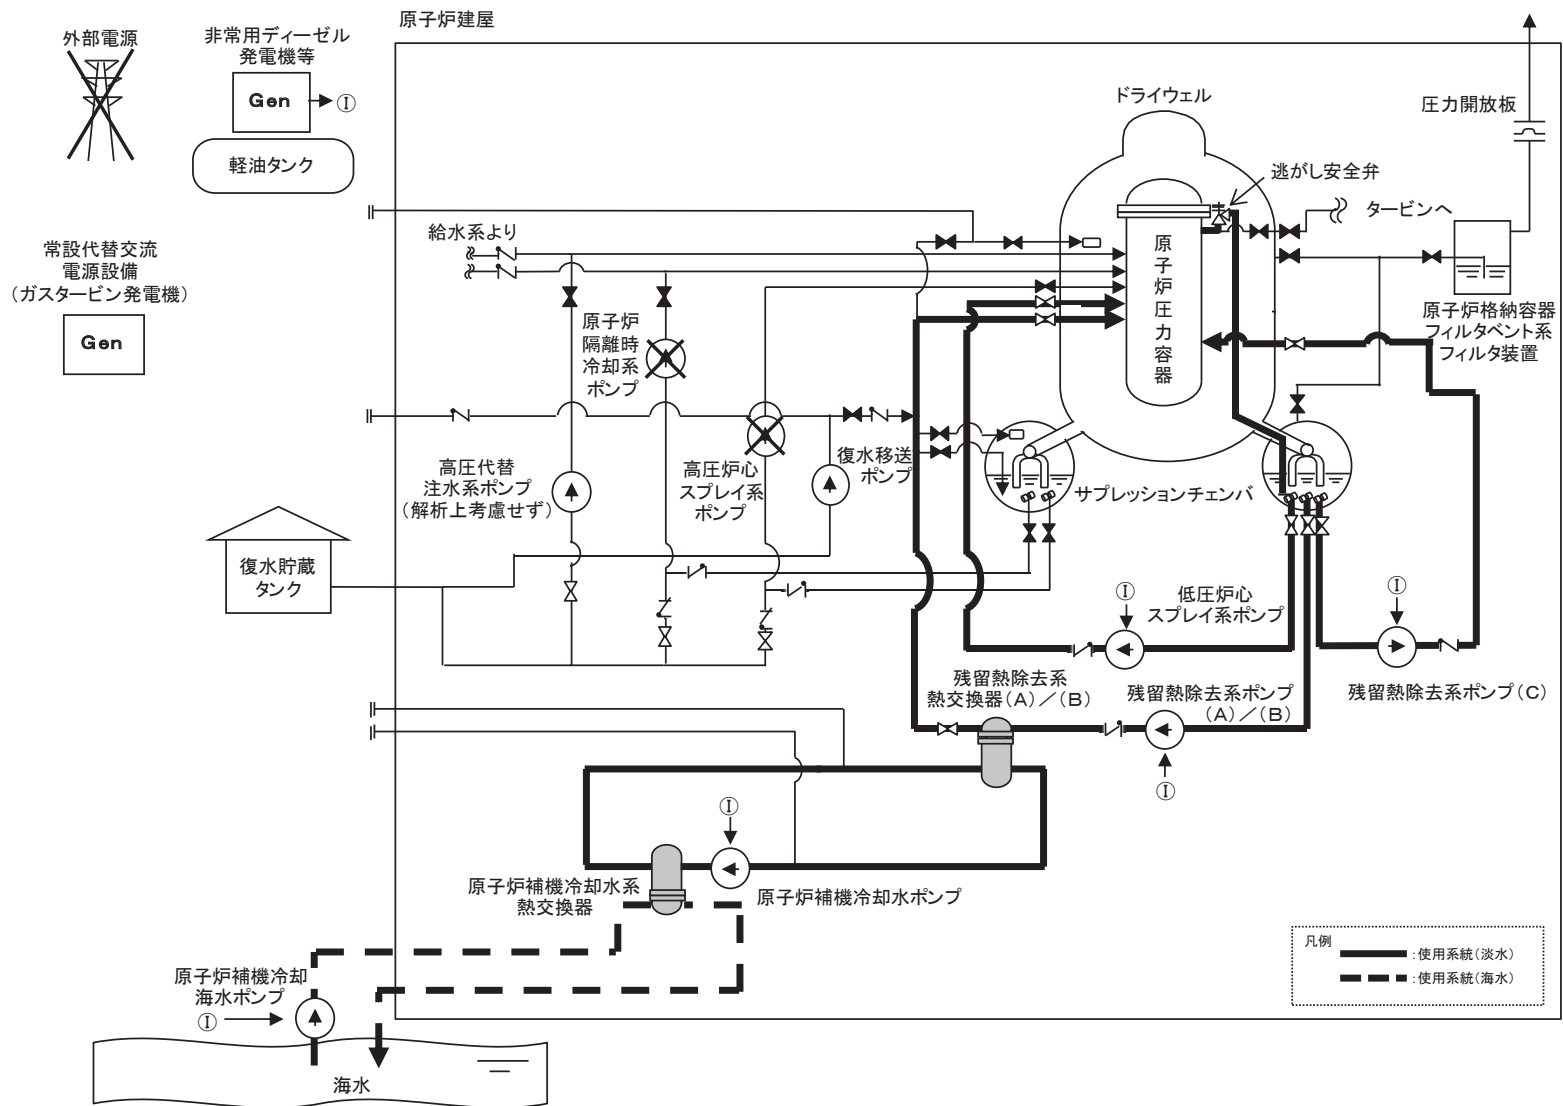 原子炉建屋
外部電源
非常用ディーゼル
発電機等
Gen
Ⓘ
軽油タンク
常設代替交流
電源設備
(ガスタービン発電機)
Gen
ドライウェル
圧力開放板
逃がし安全弁
タービンへ
給水系より
原子炉圧力容器
原子炉格納容器
フィルタベント系
フィルタ装置
原子炉
隔離時
冷却系
ポンプ
高圧代替
注水系ポンプ
(解析上考慮せず)
高圧炉心
スプレイ系
ポンプ
復水移送
ポンプ
サプレッションチェンバ
復水貯蔵
タンク
Ⓘ
低圧炉心
スプレイ系ポンプ
Ⓘ
残留熱除去系
熱交換器(A)/(B)
残留熱除去系ポンプ
(A)/(B)
残留熱除去系ポンプ(C)
Ⓘ
Ⓘ
原子炉補機冷却水系
熱交換器
原子炉補機冷却水ポンプ
原子炉補機冷却
海水ポンプ
Ⓘ
海水
凡例
:使用系統(淡水)
:使用系統(海水)